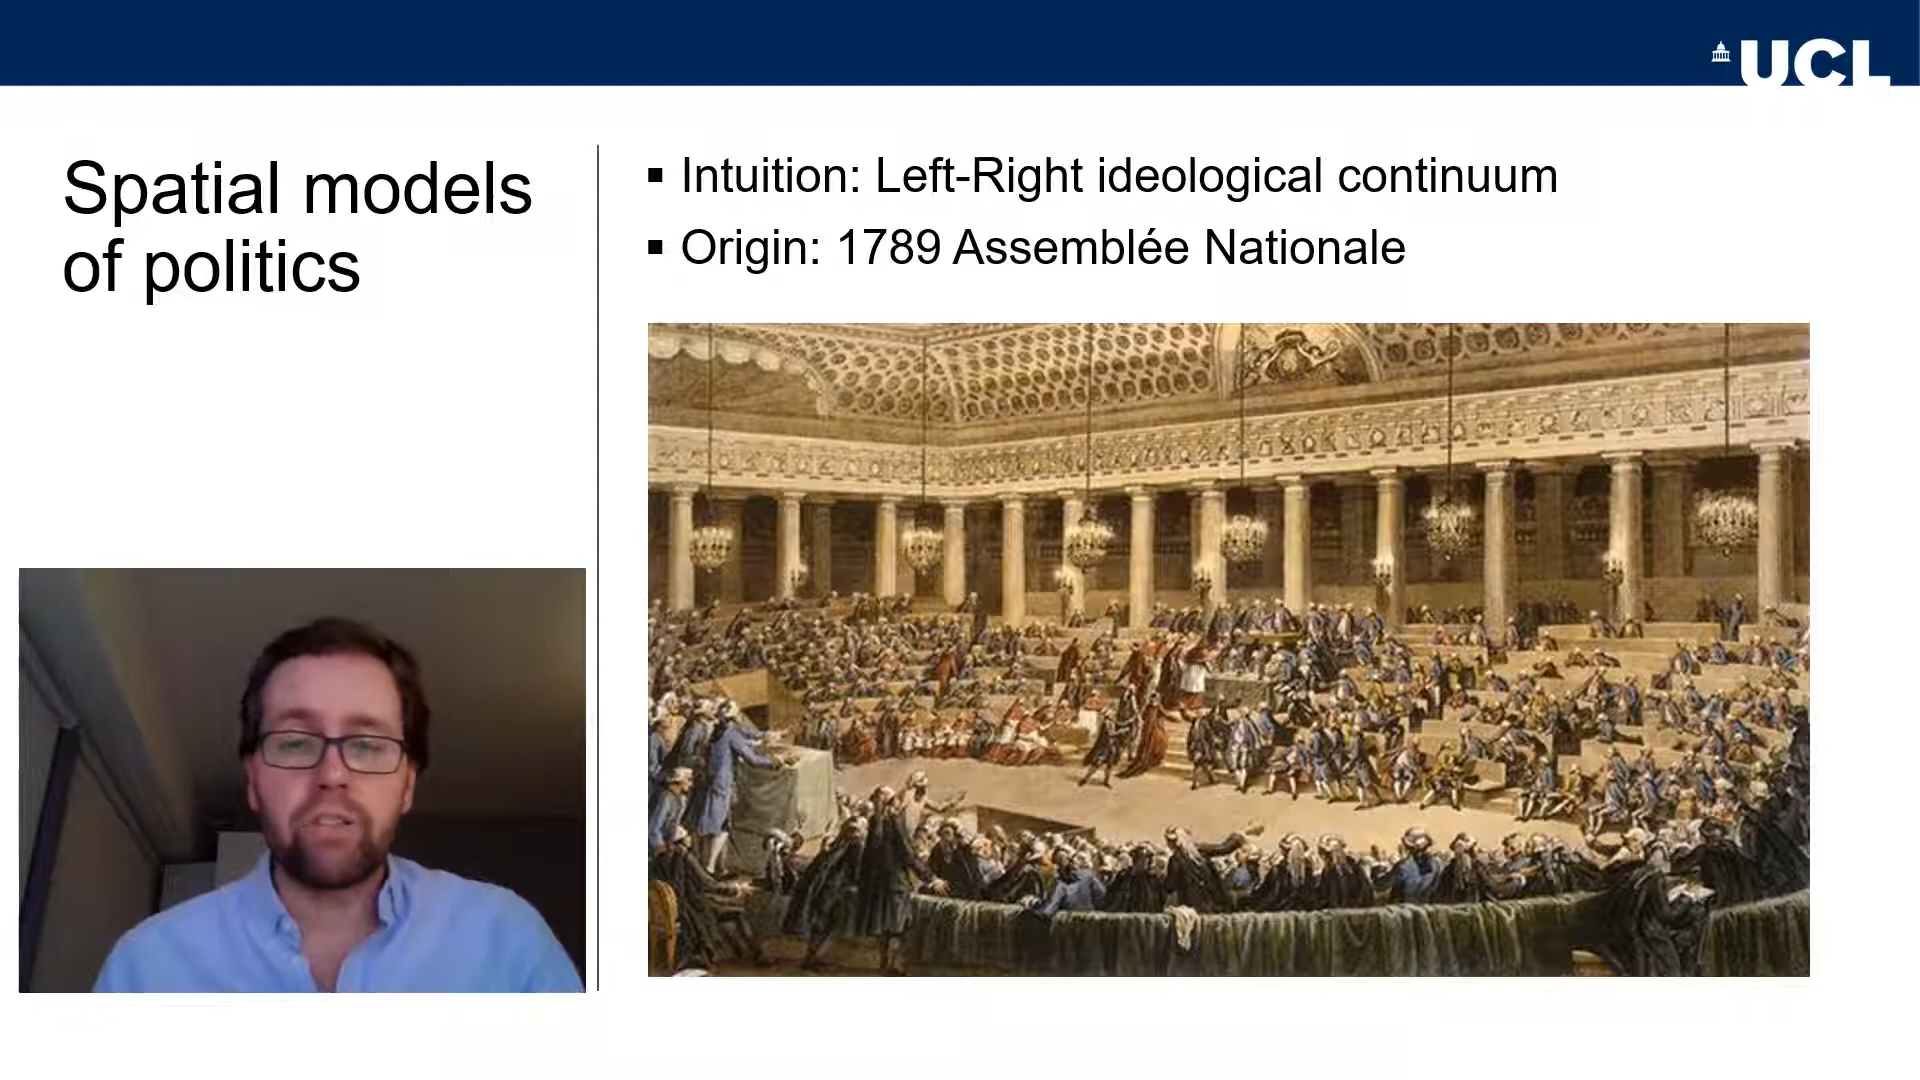 UCL
Spatial models
of politics
▪ Intuition: Left-Right ideological continuum
▪ Origin: 1789 Assemblée Nationale